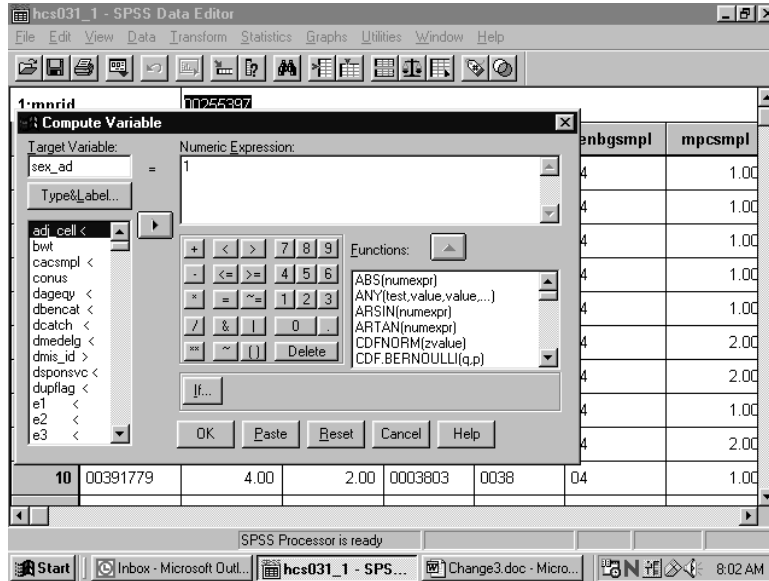 hcs031_1 - SPSS Data Editor
File Edit View Data Transform Statistics Graphs Utilities Window Help
00255397
Compute Variable
Target Variable:
Numeric Expression:
sex_ad
=
1
Type&Label...
enbgsmpl mpcsmpl
4 1.00
4 1.00
4 1.00
4 1.00
4 1.00
4 2.00
4 2.00
4 1.00
4 2.00
adj_cell <
bwt
cacsmpl <
conus
dageqy <
dbencat <
dcatch <
dmedelg <
dmis_id >
dsponsvc <
dupflag <
e1 <
e2 <
e3 <
+ < > 7 8 9
- <= >= 4 5 6
* = ~= 1 2 3
/ & | 0 .
** ~ () Delete
Functions:
ABS(numexpr)
ANY(test,value,value,...)
ARSIN(numexpr)
ARTAN(numexpr)
CDFNORM(zvalue)
CDF.BERNOULLI(q,p)
If...
OK Paste Reset Cancel Help
10 00391779 4.00 2.00 0003803 0038 04 1.00
SPSS Processor is ready
Start Inbox - Microsoft Outl... hcs031_1 - SPS... Change3.doc - Micro... 8:02 AM